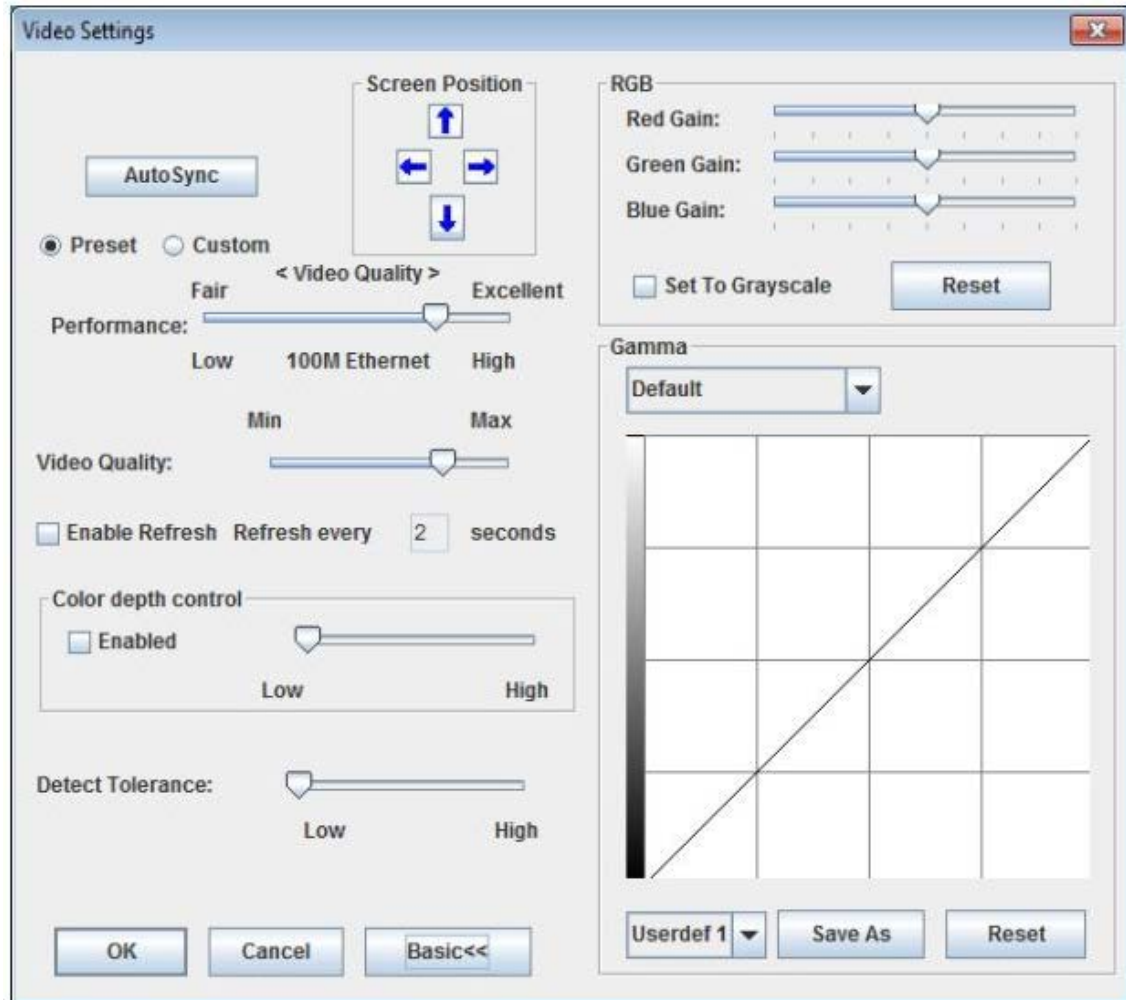 Video Settings
Screen Position
AutoSync
Preset Custom
< Video Quality >
Fair Excellent
Performance:
Low 100M Ethernet High
Min Max
Video Quality:
Enable Refresh Refresh every 2 seconds
Color depth control
Enabled
Low High
Detect Tolerance:
Low High
OK Cancel Basic<<
RGB
Red Gain:
Green Gain:
Blue Gain:
Set To Grayscale Reset
Gamma
Default
Userdef 1 Save As Reset